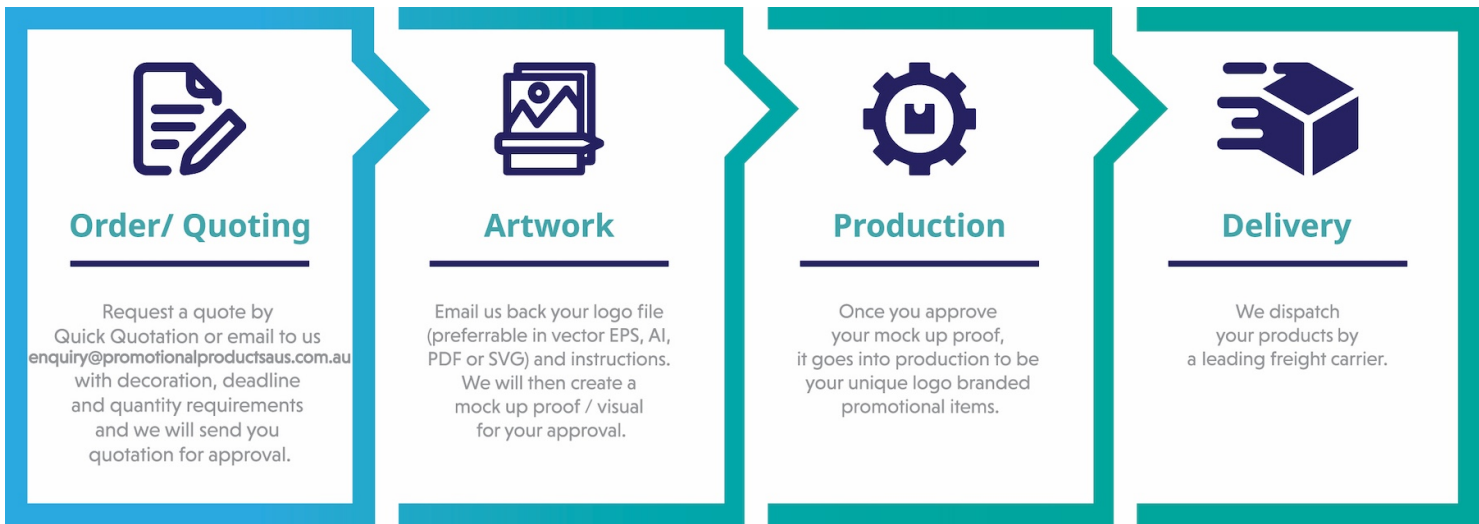 Order/ Quoting
Request a quote by
Quick Quotation or email to us
enquiry@promotionalproductsaus.com.au
with decoration, deadline
and quantity requirements
and we will send you
quotation for approval.
Artwork
Email us back your logo file
(preferrable in vector EPS, AI,
PDF or SVG) and instructions.
We will then create a
mock up proof / visual
for your approval.
Production
Once you approve
your mock up proof,
it goes into production to be
your unique logo branded
promotional items.
Delivery
We dispatch
your products by
a leading freight carrier.